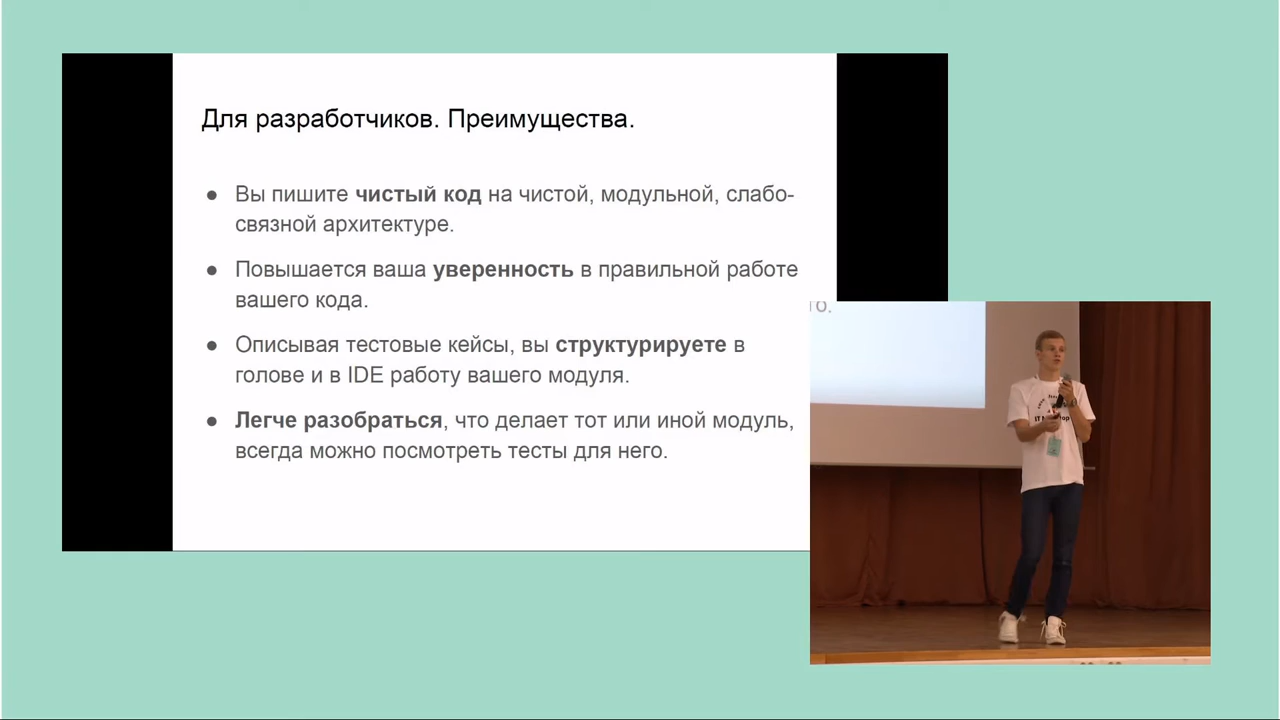 Для разработчиков. Преимущества.
● Вы пишите чистый код на чистой, модульной, слабо-
связной архитектуре.
● Повышается ваша уверенность в правильной работе
вашего кода.
● Описывая тестовые кейсы, вы структурируете в
голове и в IDE работу вашего модуля.
● Легче разобраться, что делает тот или иной модуль,
всегда можно посмотреть тесты для него.
го.
IT